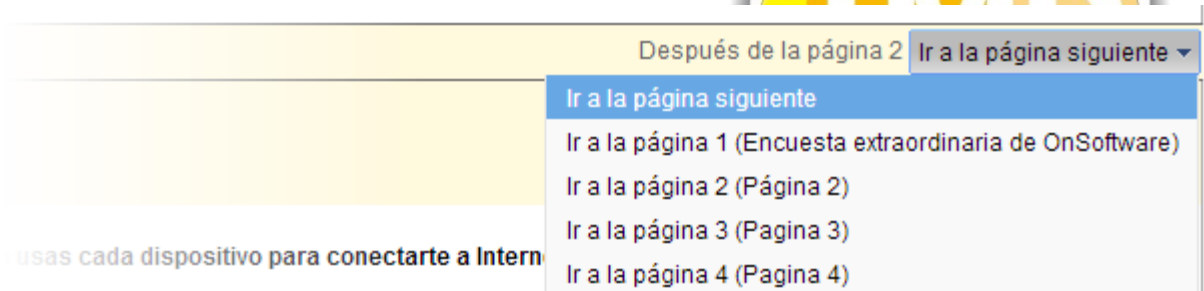 Después de la página 2 Ir a la página siguiente
Ir a la página siguiente
Ir a la página 1 (Encuesta extraordinaria de OnSoftware)
Ir a la página 2 (Página 2)
Ir a la página 3 (Pagina 3)
usas cada dispositivo para conectarte a Intern
Ir a la página 4 (Pagina 4)